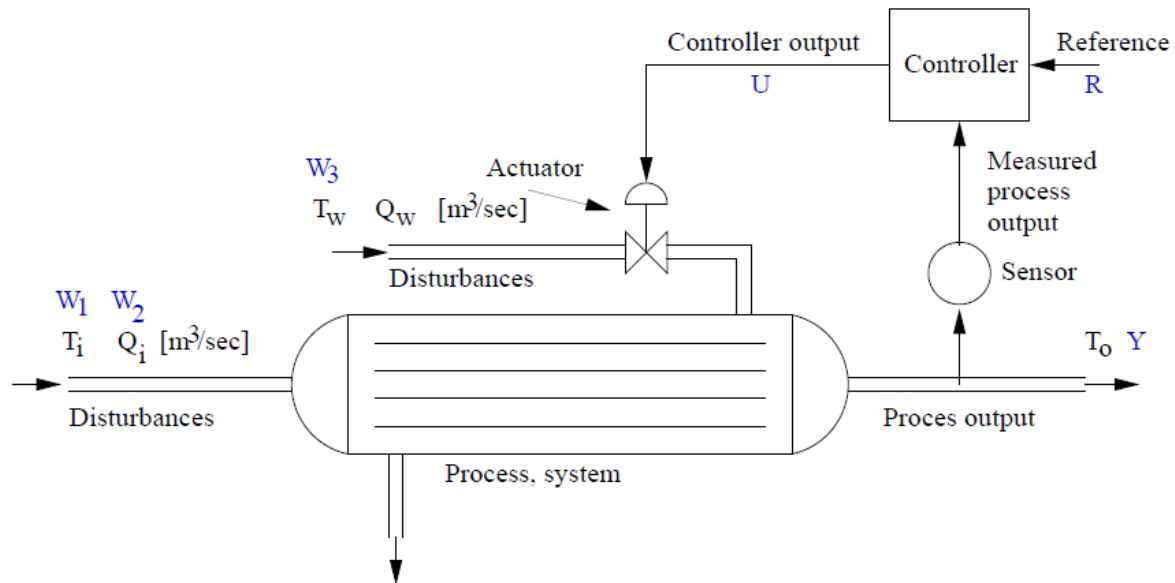 Controller output
U
Controller
Reference
R
Measured
process
output
Actuator
W3
Tw Qw [m³/sec]
Disturbances
Sensor
W1 W2
Ti Qi [m³/sec]
Disturbances
To Y
Proces output
Process, system